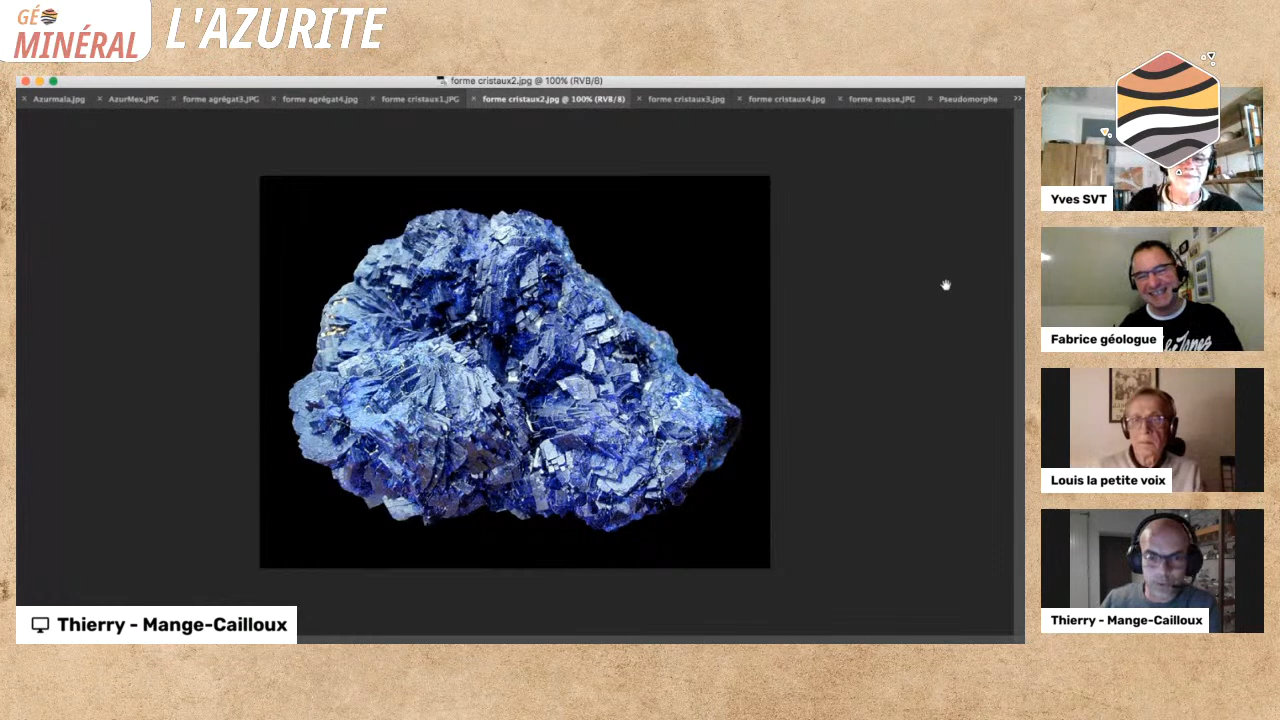 GÉ
MINÉRAL
L'AZURITE
forme cristaux2.jpg @ 100% (RVB/8)
Azurmala.jpg
AzurMex.JPG
forme agrégat3.JPG
forme agrégat4.jpg
forme cristaux1.JPG
forme cristaux2.jpg @ 100% (RVB/8)
forme cristaux3.jpg
forme cristaux4.jpg
forme masse.JPG
Pseudomorphe
Yves SVT
Fabrice géologue
Louis la petite voix
Thierry - Mange-Cailloux
Thierry - Mange-Cailloux